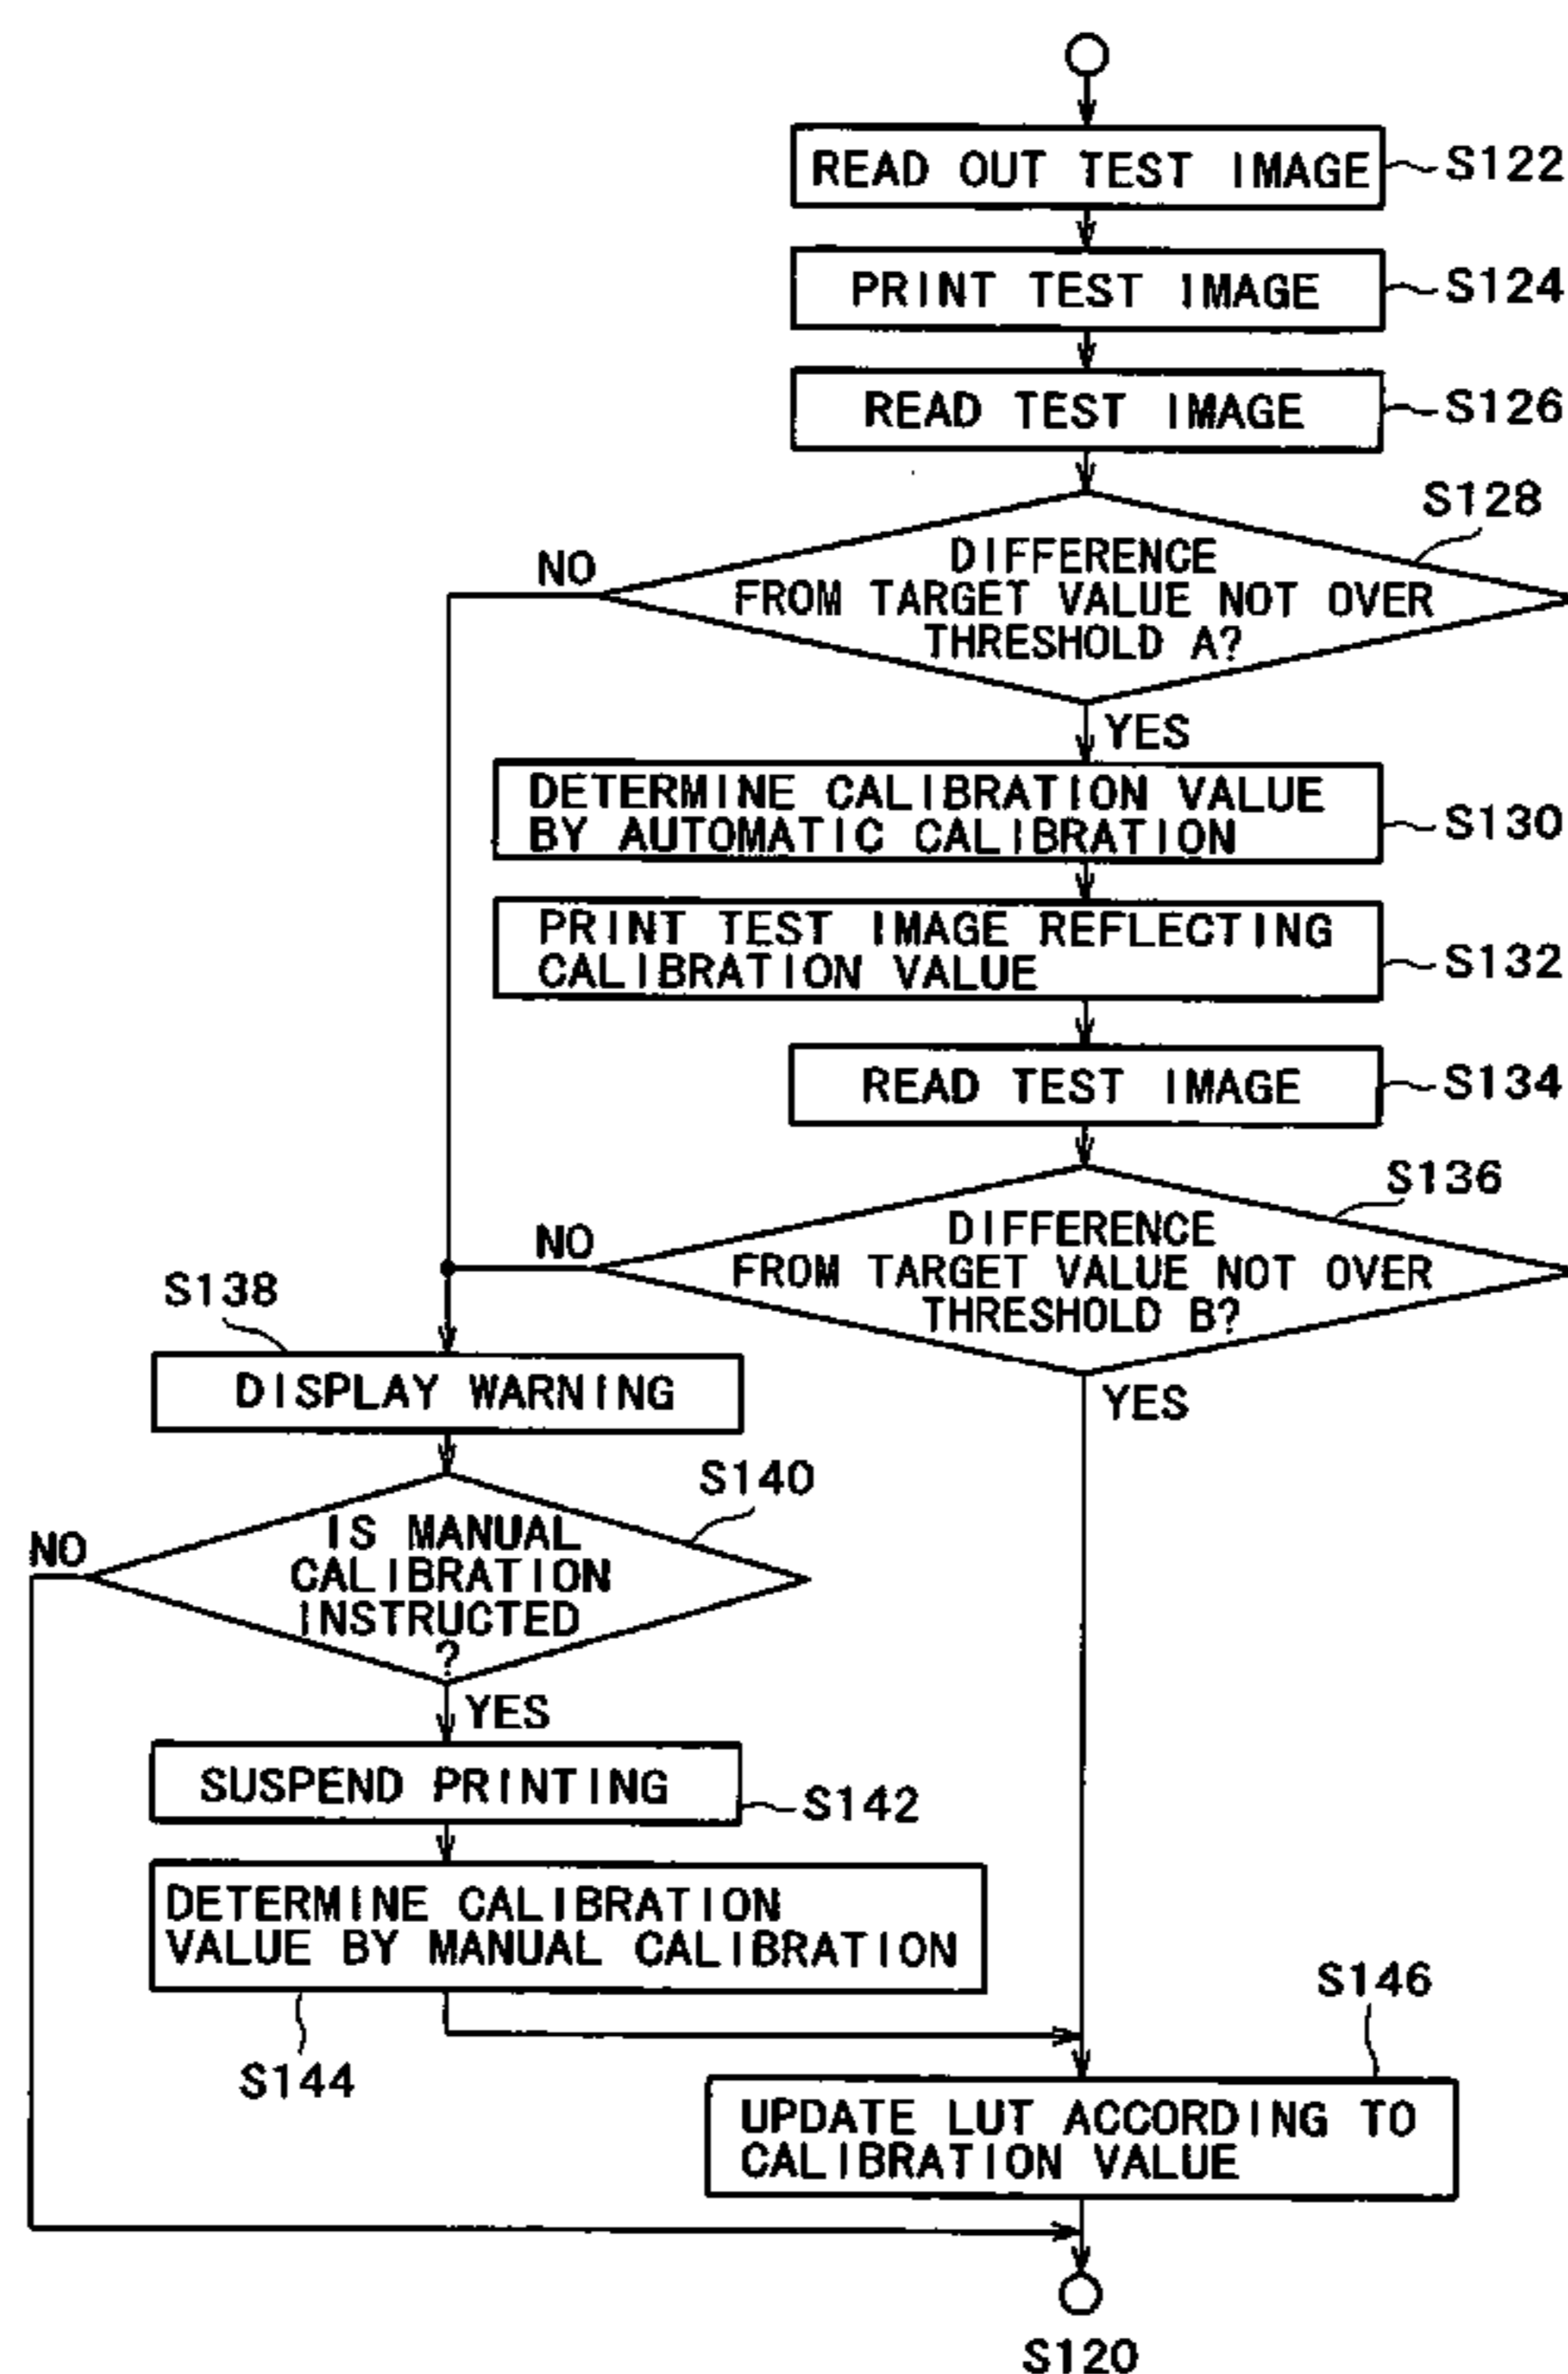 READ OUT TEST IMAGE
S122
PRINT TEST IMAGE
S124
READ TEST IMAGE
S126
S128
DIFFERENCE
FROM TARGET VALUE NOT OVER
THRESHOLD A?
NO
YES
DETERMINE CALIBRATION VALUE
BY AUTOMATIC CALIBRATION
S130
PRINT TEST IMAGE REFLECTING
CALIBRATION VALUE
S132
READ TEST IMAGE
S134
S136
DIFFERENCE
FROM TARGET VALUE NOT OVER
THRESHOLD B?
NO
YES
S138
DISPLAY WARNING
S140
IS MANUAL
CALIBRATION
INSTRUCTED
?
NO
YES
SUSPEND PRINTING
S142
DETERMINE CALIBRATION
VALUE BY MANUAL CALIBRATION
S144
S146
UPDATE LUT ACCORDING TO
CALIBRATION VALUE
S120